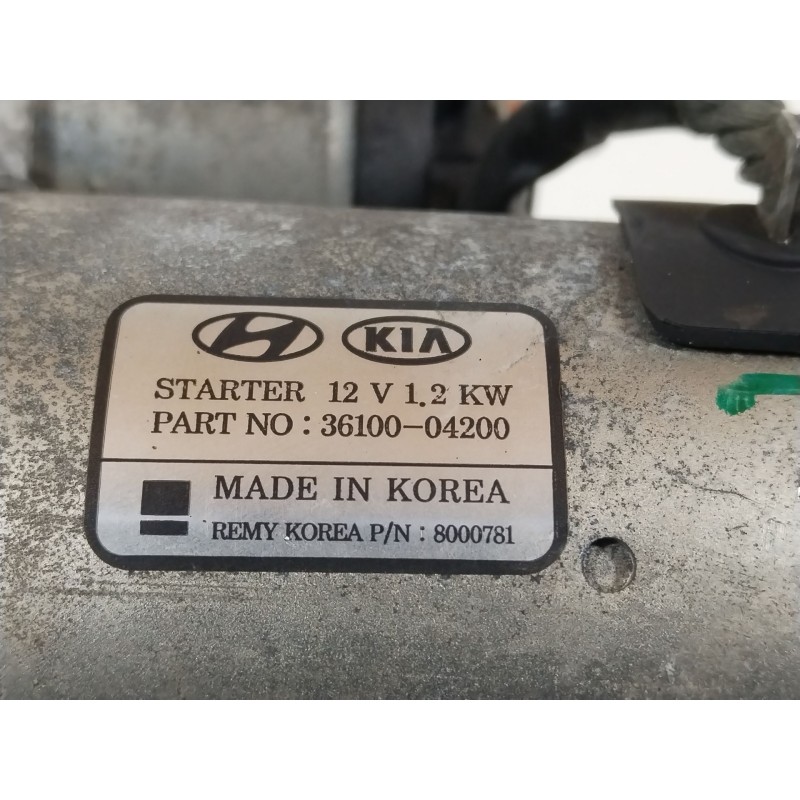 KIA
STARTER 12 V 1.2 KW
PART NO : 36100-04200
MADE IN KOREA
REMY KOREA P/N : 8000781